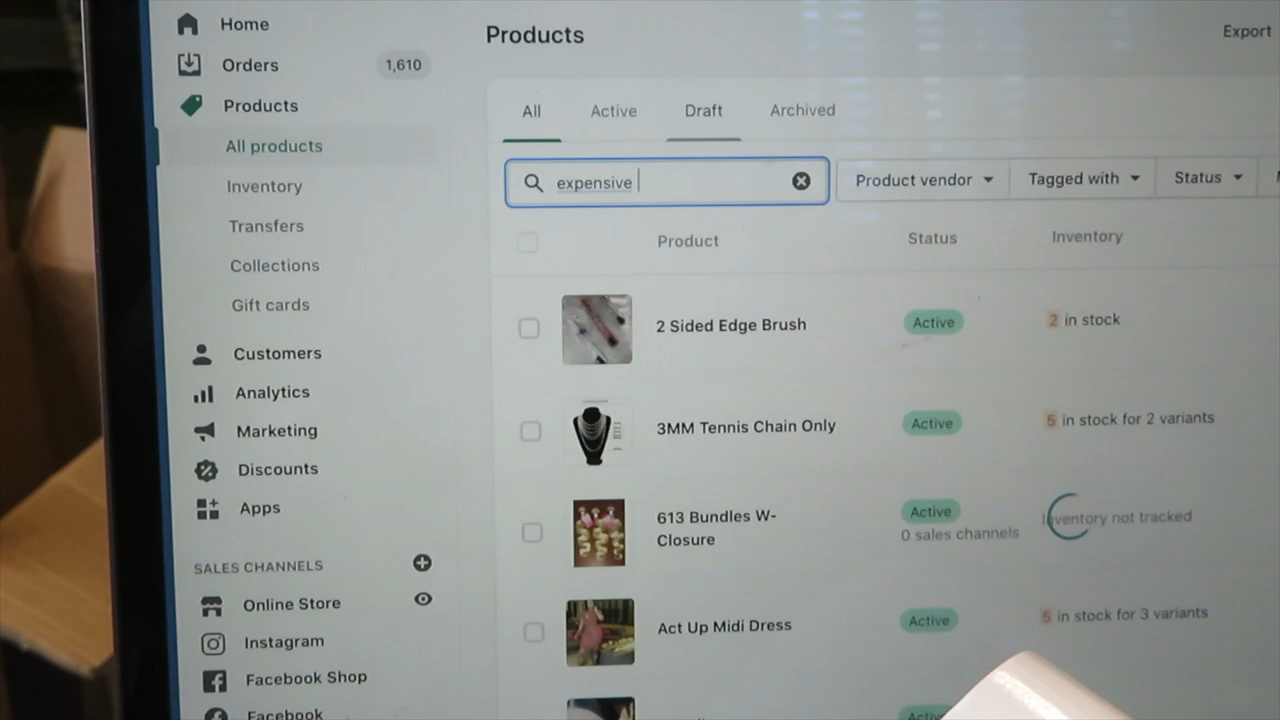 Home
Orders 1,610
Products
All products
Inventory
Transfers
Collections
Gift cards
Customers
Analytics
Marketing
Discounts
Apps
SALES CHANNELS
Online Store
Instagram
Facebook Shop
Facebook
Products
Export
All Active Draft Archived
expensive
Product vendor Tagged with Status
Product Status Inventory
2 Sided Edge Brush Active 2 in stock
3MM Tennis Chain Only Active 5 in stock for 2 variants
613 Bundles W-
Closure
Active
0 sales channels
Inventory not tracked
Act Up Midi Dress Active 5 in stock for 3 variants
Active